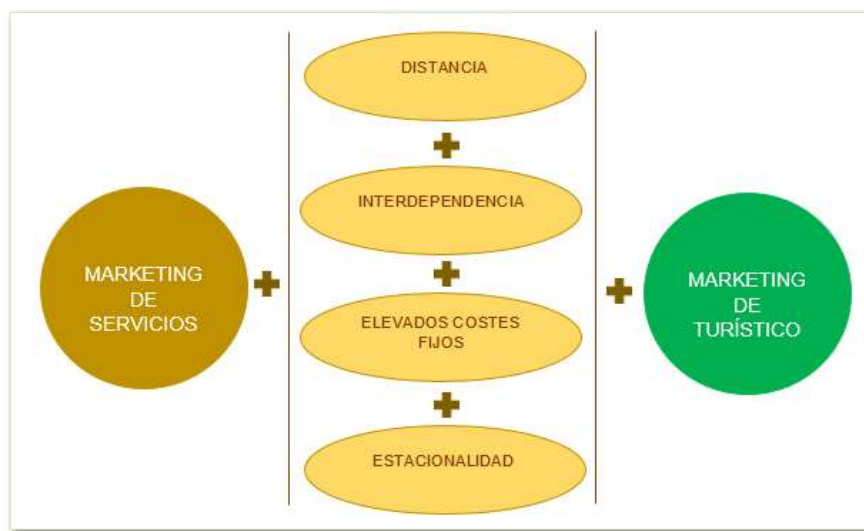 MARKETING
DE
SERVICIOS
DISTANCIA
INTERDEPENDENCIA
ELEVADOS COSTES
FIJOS
ESTACIONALIDAD
MARKETING
DE
TURÍSTICO